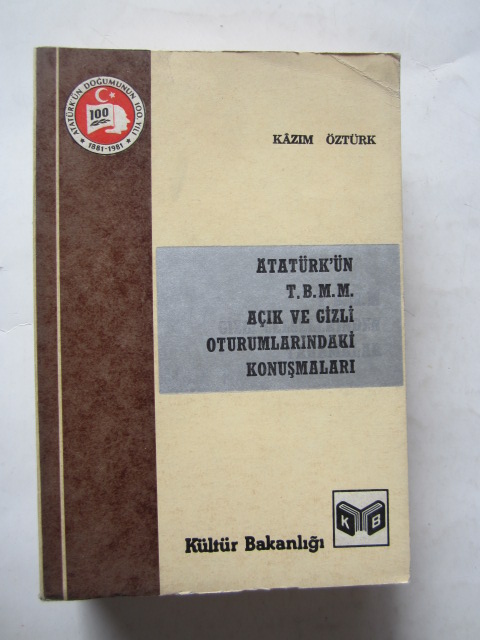 ATATÜRK'ÜN DOĞUMUNUN 100. YILI
100
1881-1981
KÂZIM ÖZTÜRK
ATATÜRK'ÜN
T.B.M.M.
AÇIK VE GİZLİ
OTURUMLARINDAKİ
KONUŞMALARI
K B
Kültür Bakanlığı